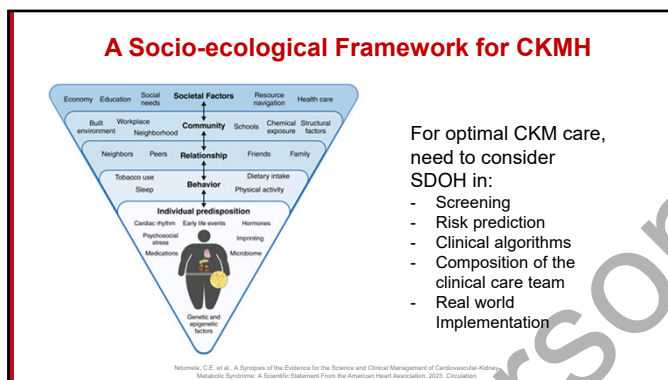 A Socio-ecological Framework for CKMH
Economy Education Social needs Societal Factors Resource navigation Health care
Built environment Workplace Neighborhood Community Schools Chemical exposure Structural factors
Neighbors Peers Relationship Friends Family
Tobacco use Dietary intake
Sleep Behavior Physical activity
Individual predisposition
Cardiac rhythm Early life events Hormones
Psychosocial stress Imprinting
Medications Microbiome
Genetic and
epigenetic
factors
For optimal CKM care,
need to consider
SDOH in:
- Screening
- Risk prediction
- Clinical algorithms
- Composition of the
clinical care team
- Real world
Implementation
Ndumele, C.E. et al., A Synopsis of the Evidence for the Science and Clinical Management of Cardiovascular-Kidney-
Metabolic Syndrome: A Scientific Statement From the American Heart Association. 2023. Circulation.